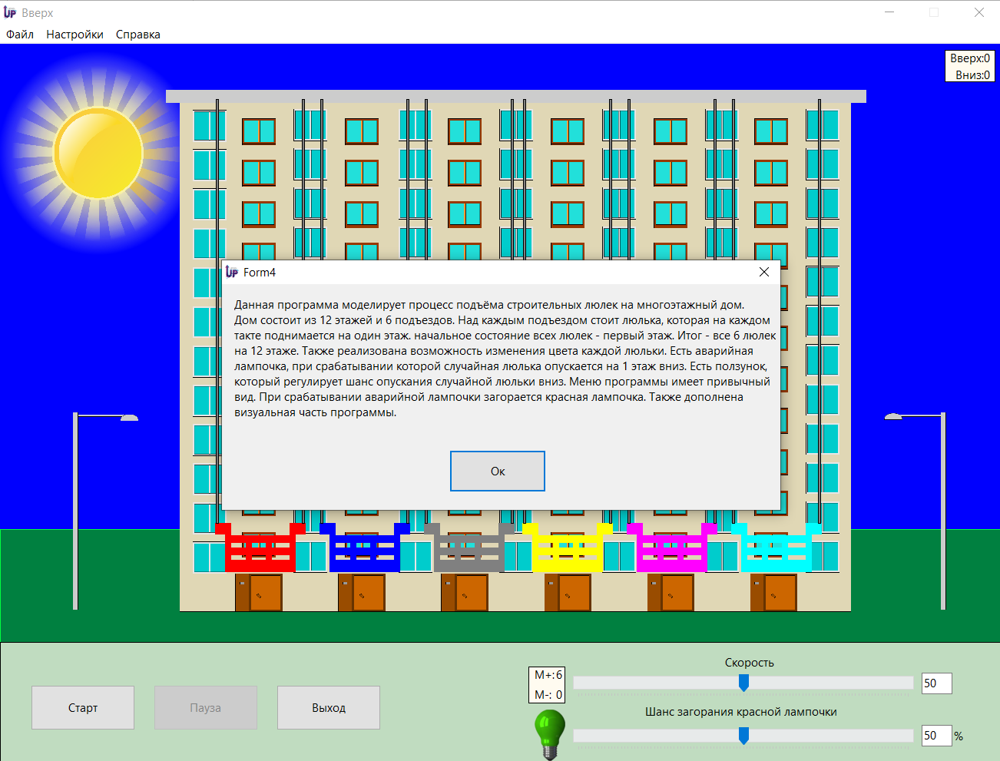 UP Вверх
Файл Настройки Справка
Вверх:0
Вниз:0
UP Form4
Данная программа моделирует процесс подъёма строительных люлек на многоэтажный дом.
Дом состоит из 12 этажей и 6 подъездов. Над каждым подъездом стоит люлька, которая на каждом
такте поднимается на один этаж. начальное состояние всех люлек - первый этаж. Итог - все 6 люлек
на 12 этаже. Также реализована возможность изменения цвета каждой люльки. Есть аварийная
лампочка, при срабатывании которой случайная люлька опускается на 1 этаж вниз. Есть ползунок,
который регулирует шанс опускания случайной люльки вниз. Меню программы имеет привычный
вид. При срабатывании аварийной лампочки загорается красная лампочка. Также дополнена
визуальная часть программы.
Ок
Скорость
M+:6
M-: 0
50
Старт Пауза Выход
Шанс загорания красной лампочки
50 %